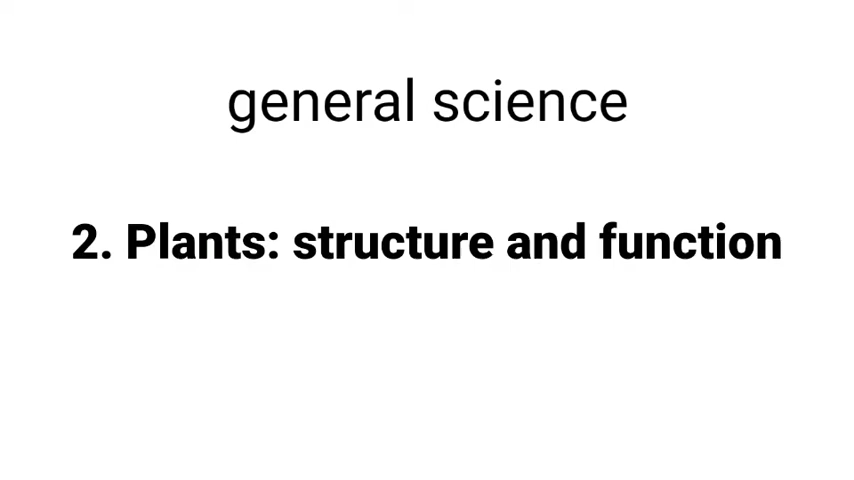 general science
2. Plants: structure and function